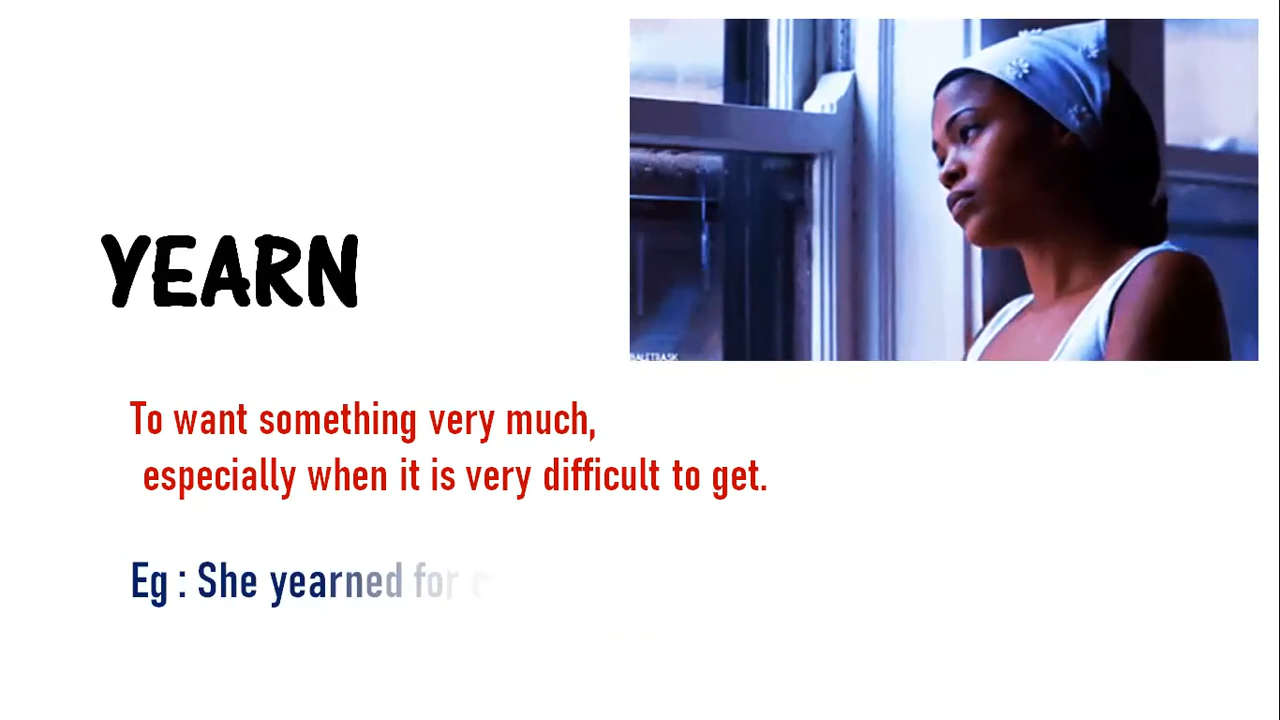 YEARN
To want something very much,
especially when it is very difficult to get.
Eg : She yearned for